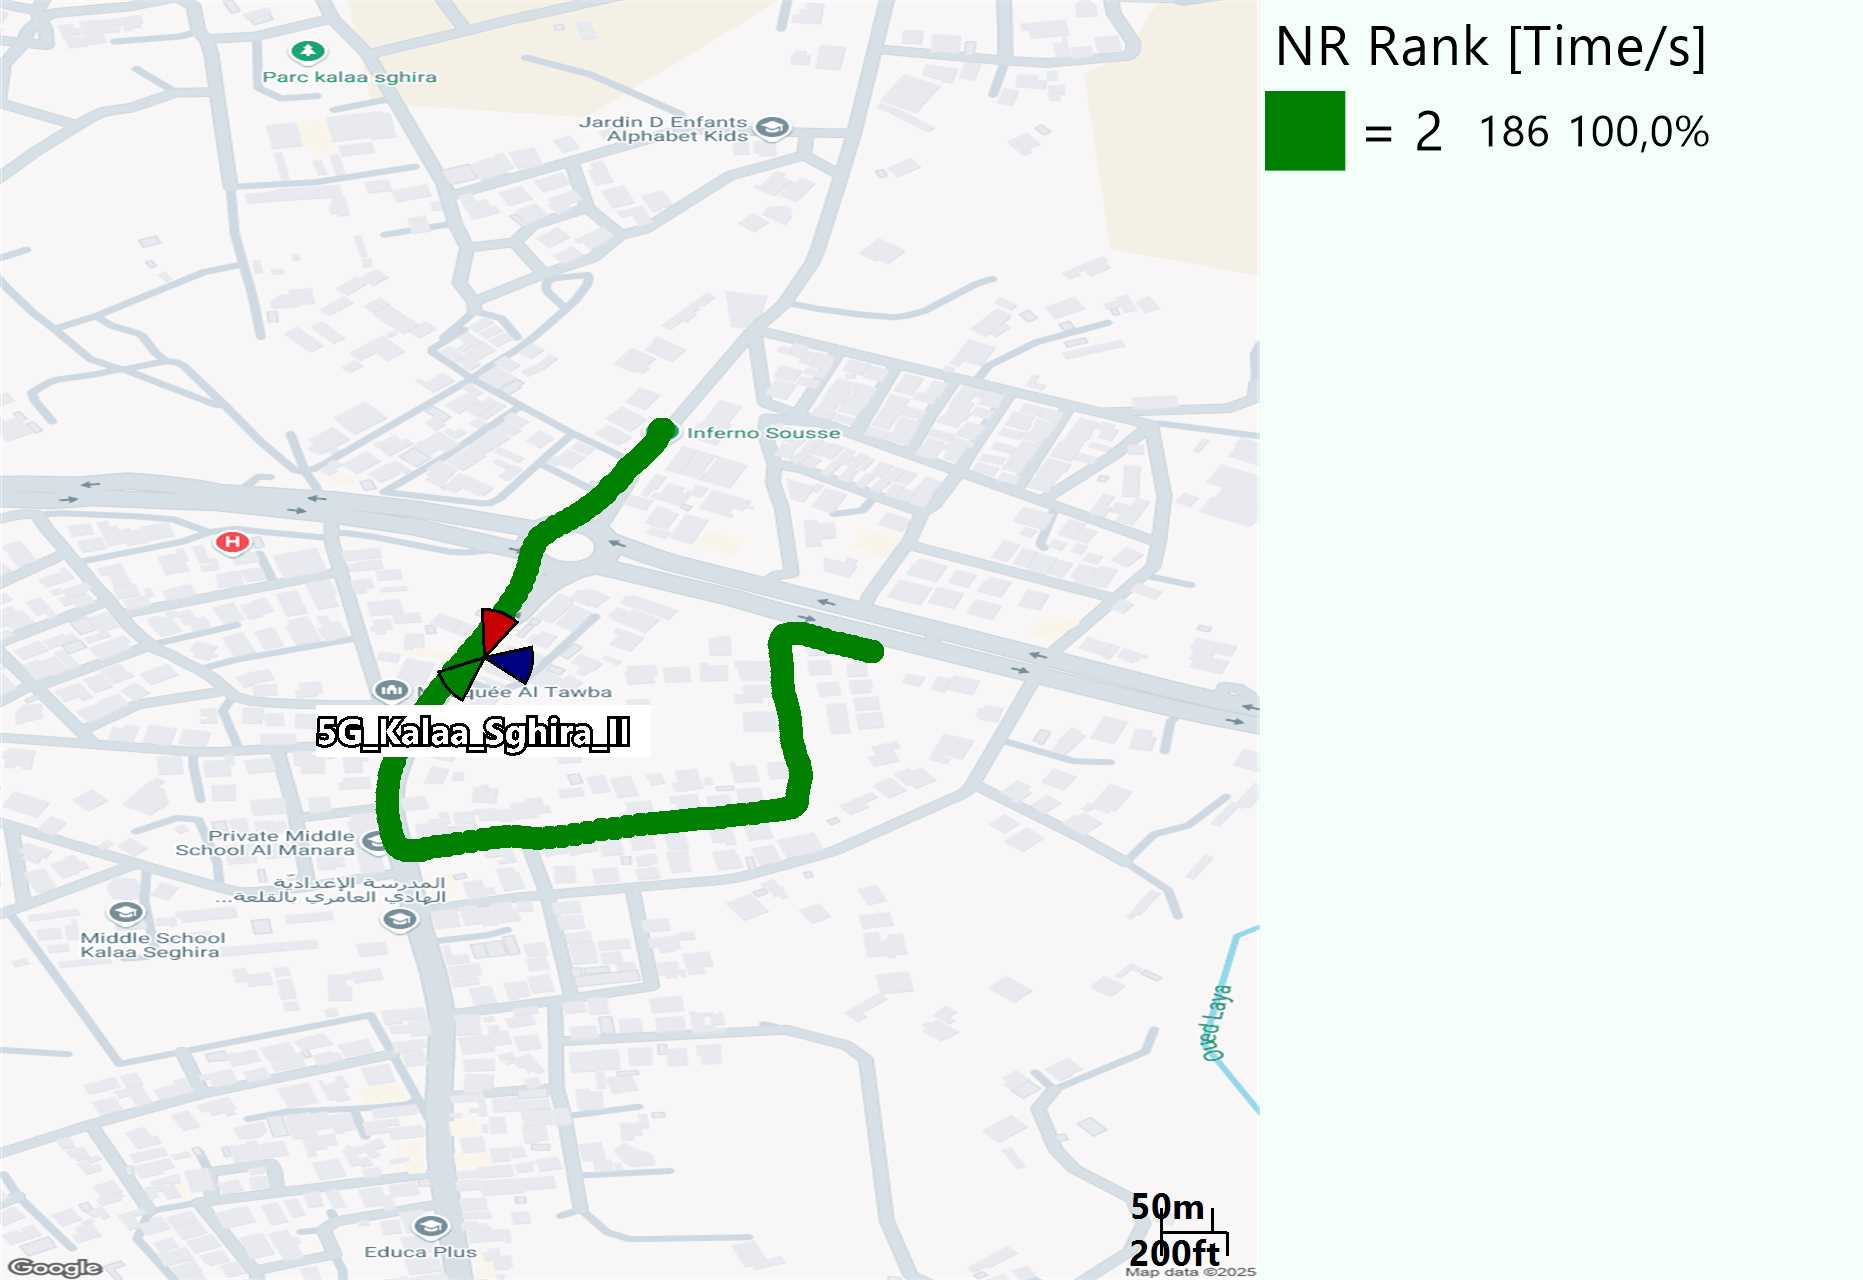 NR Rank [Time/s]
= 2 186 100,0%
Parc kalaa sghira
Jardin D Enfants
Alphabet Kids
Inferno Sousse
H
5G_Kalaa_Sghira_II
Private Middle
School Al Manara
المدرسة الإعداديّة
الهادي العامري بالقلعة...
Middle School
Kalaa Seghira
Oued Laya
Educa Plus
50m
200ft
Google
Map data ©2025
Al Tawba